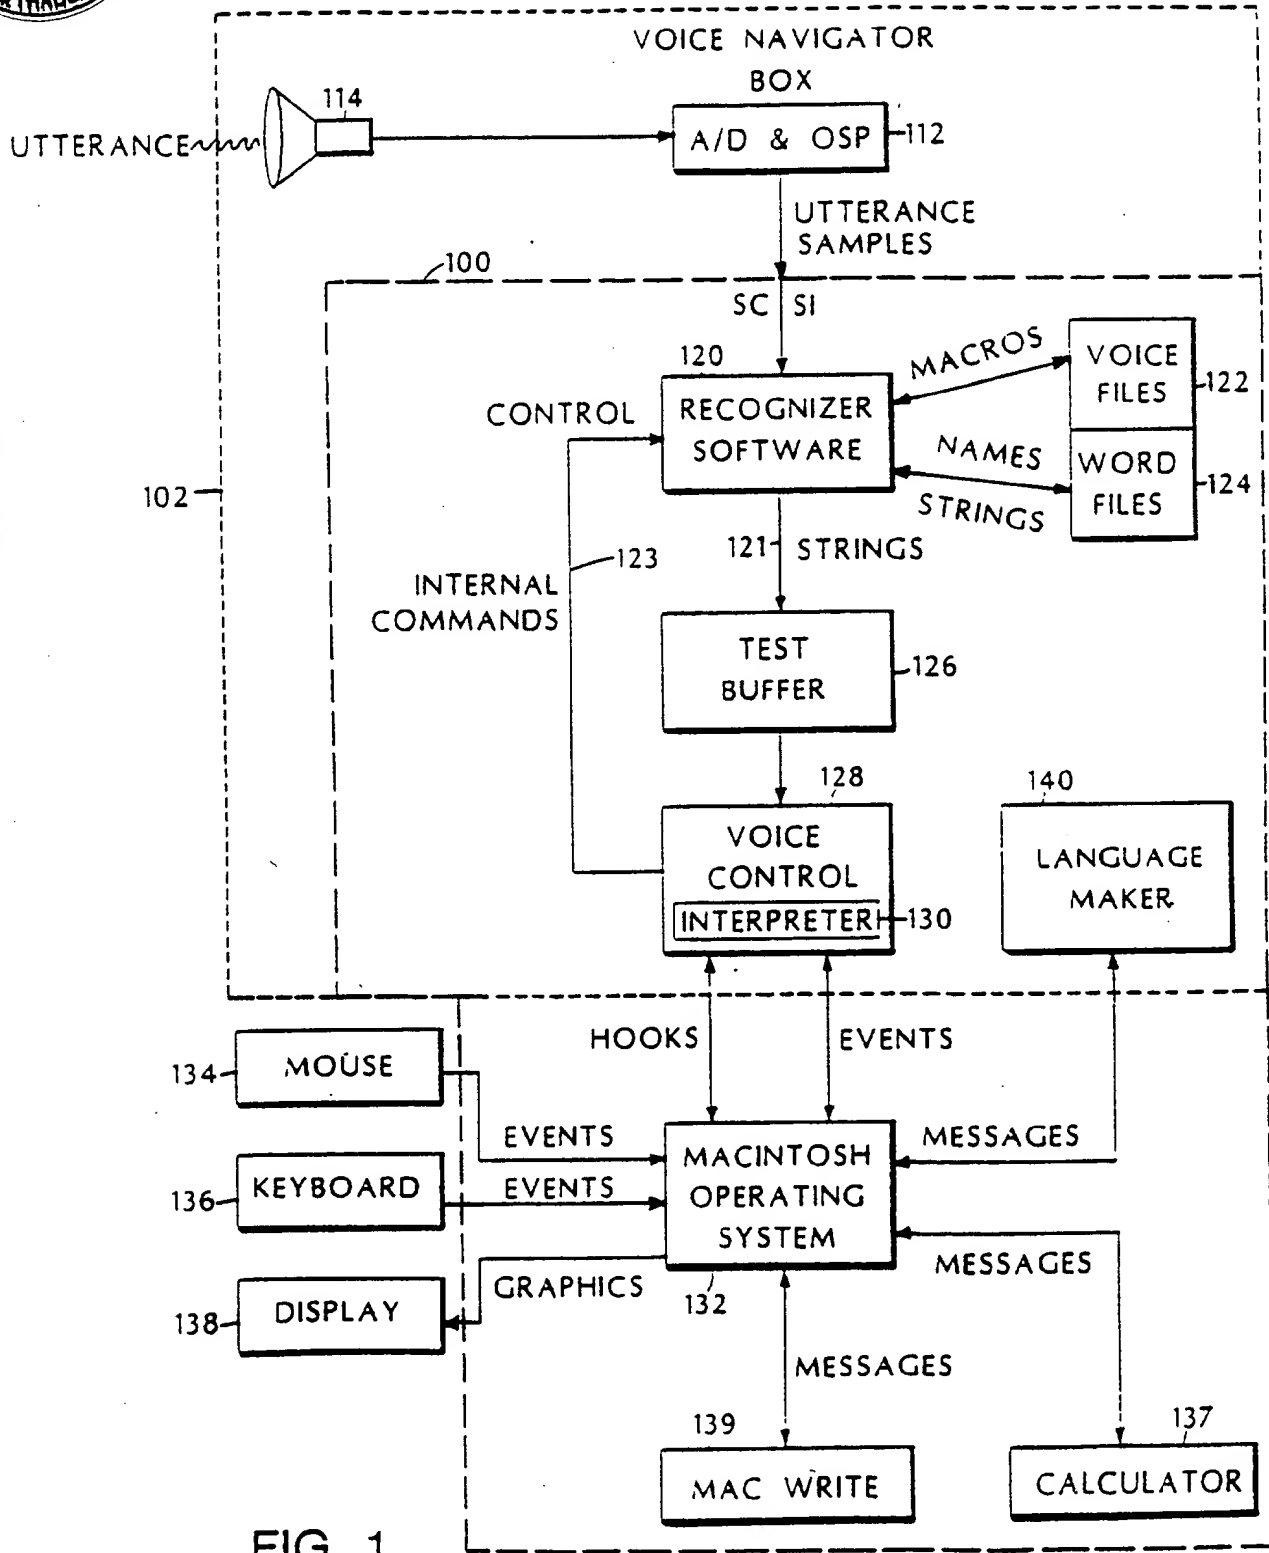 VOICE NAVIGATOR
BOX
114
UTTERANCE
A/D & OSP
112
UTTERANCE
SAMPLES
100
SC SI
120
MACROS
VOICE
FILES
122
CONTROL
RECOGNIZER
SOFTWARE
NAMES
WORD
FILES
124
STRINGS
102
121
STRINGS
123
INTERNAL
COMMANDS
TEST
BUFFER
126
128
140
VOICE
CONTROL
INTERPRETER
130
LANGUAGE
MAKER
HOOKS
EVENTS
134
MOUSE
EVENTS
MESSAGES
136
KEYBOARD
EVENTS
MACINTOSH
OPERATING
SYSTEM
132
MESSAGES
GRAPHICS
138
DISPLAY
MESSAGES
139
MAC WRITE
137
CALCULATOR
FIG. 1